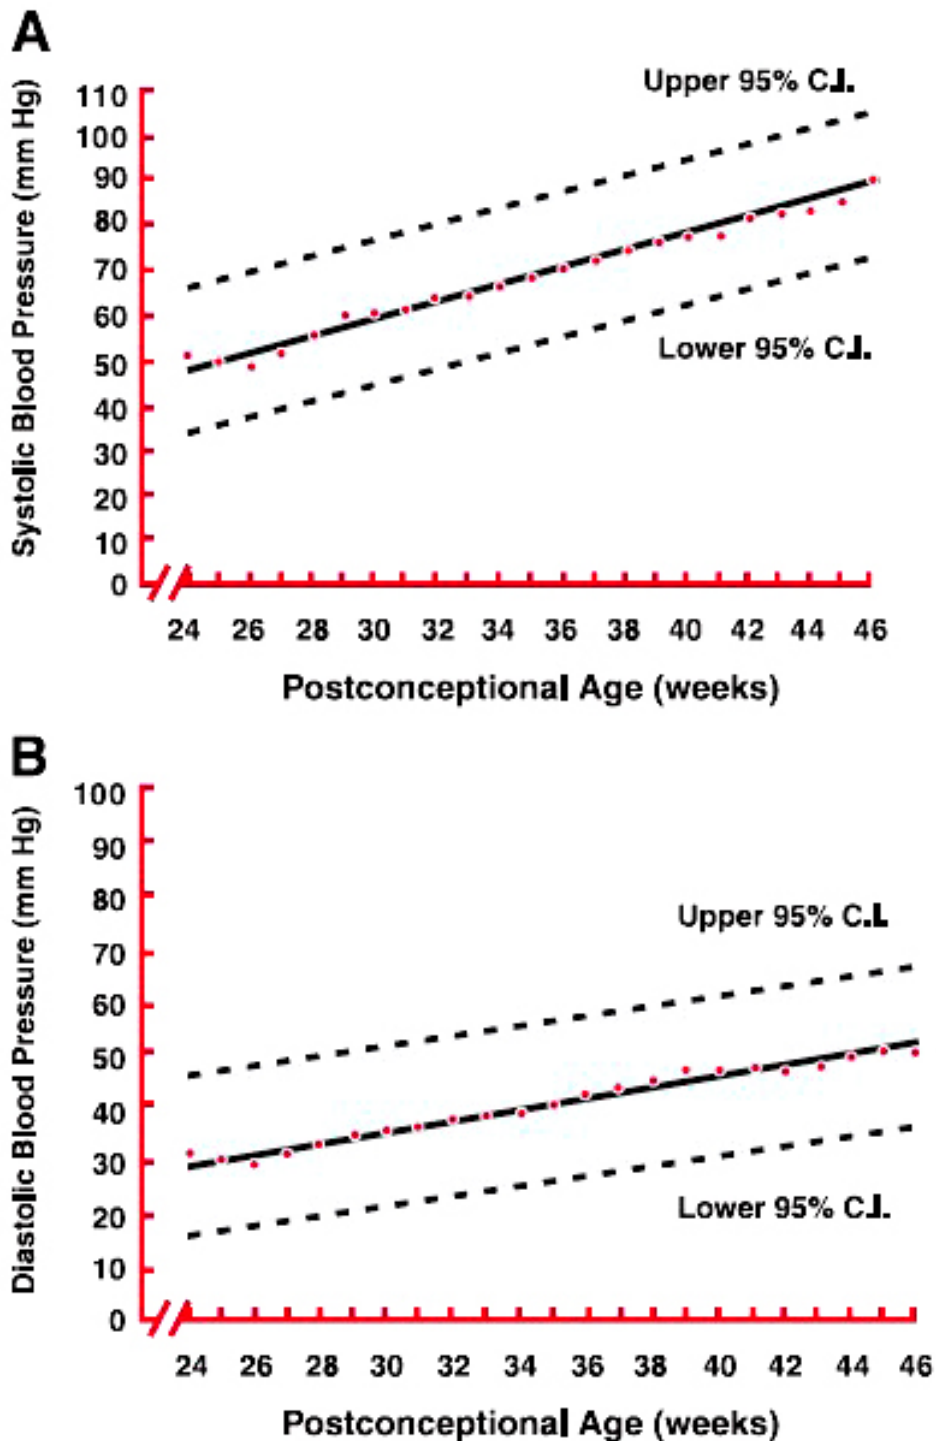 A
Systolic Blood Pressure (mm Hg)
110
100
90
80
70
60
50
40
30
20
10
0
Upper 95% C.I.
Lower 95% C.I.
24 26 28 30 32 34 36 38 40 42 44 46
Postconceptional Age (weeks)
B
Diastolic Blood Pressure (mm Hg)
100
90
80
70
60
50
40
30
20
10
0
Upper 95% C.I.
Lower 95% C.I.
24 26 28 30 32 34 36 38 40 42 44 46
Postconceptional Age (weeks)